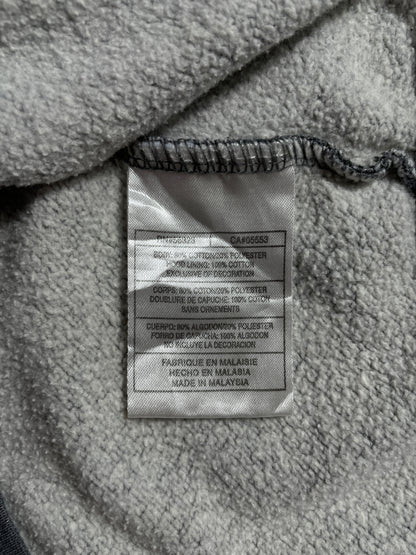 RN#56323 | CA#05553
BODY: 80% COTTON/20% POLYESTER
HOOD LINING: 100% COTTON
EXCLUSIVE OF DECORATION
CORPS: 80% COTON/20% POLYESTER
DOUBLURE DE CAPUCHE: 100% COTON
SANS ORNEMENTS
CUERPO: 80% ALGODON/20% POLIESTER
FORRO DE CAPUCHA: 100% ALGODON
NO INCLUYE LA DECORACION
FABRIQUE EN MALAISIE
HECHO EN MALASIA
MADE IN MALAYSIA